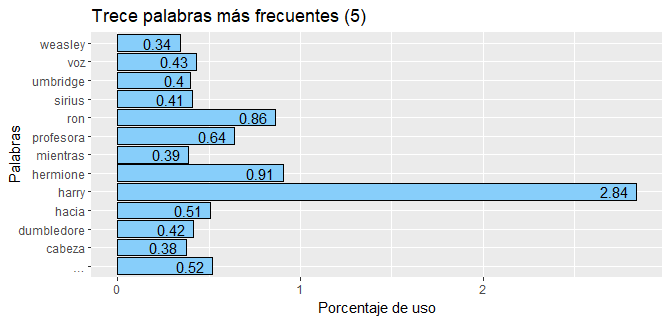 Trece palabras más frecuentes (5)
Palabras
weasley 0.34
voz 0.43
umbridge 0.4
sirius 0.41
ron 0.86
profesora 0.64
mientras 0.39
hermione 0.91
harry 2.84
hacia 0.51
dumbledore 0.42
cabeza 0.38
... 0.52
0 1 2
Porcentaje de uso